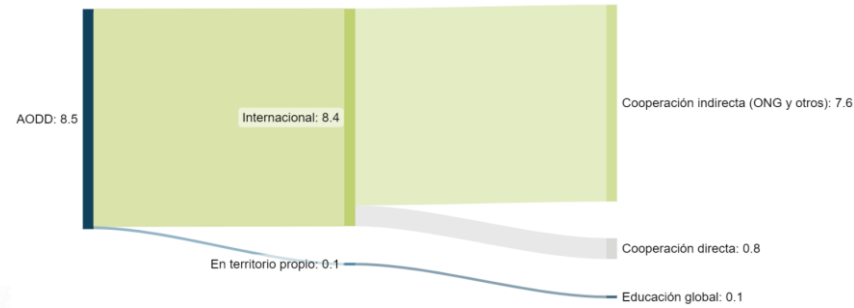 AODD: 8.5
Internacional: 8.4
En territorio propio: 0.1
Cooperación indirecta (ONG y otros): 7.6
Cooperación directa: 0.8
Educación global: 0.1